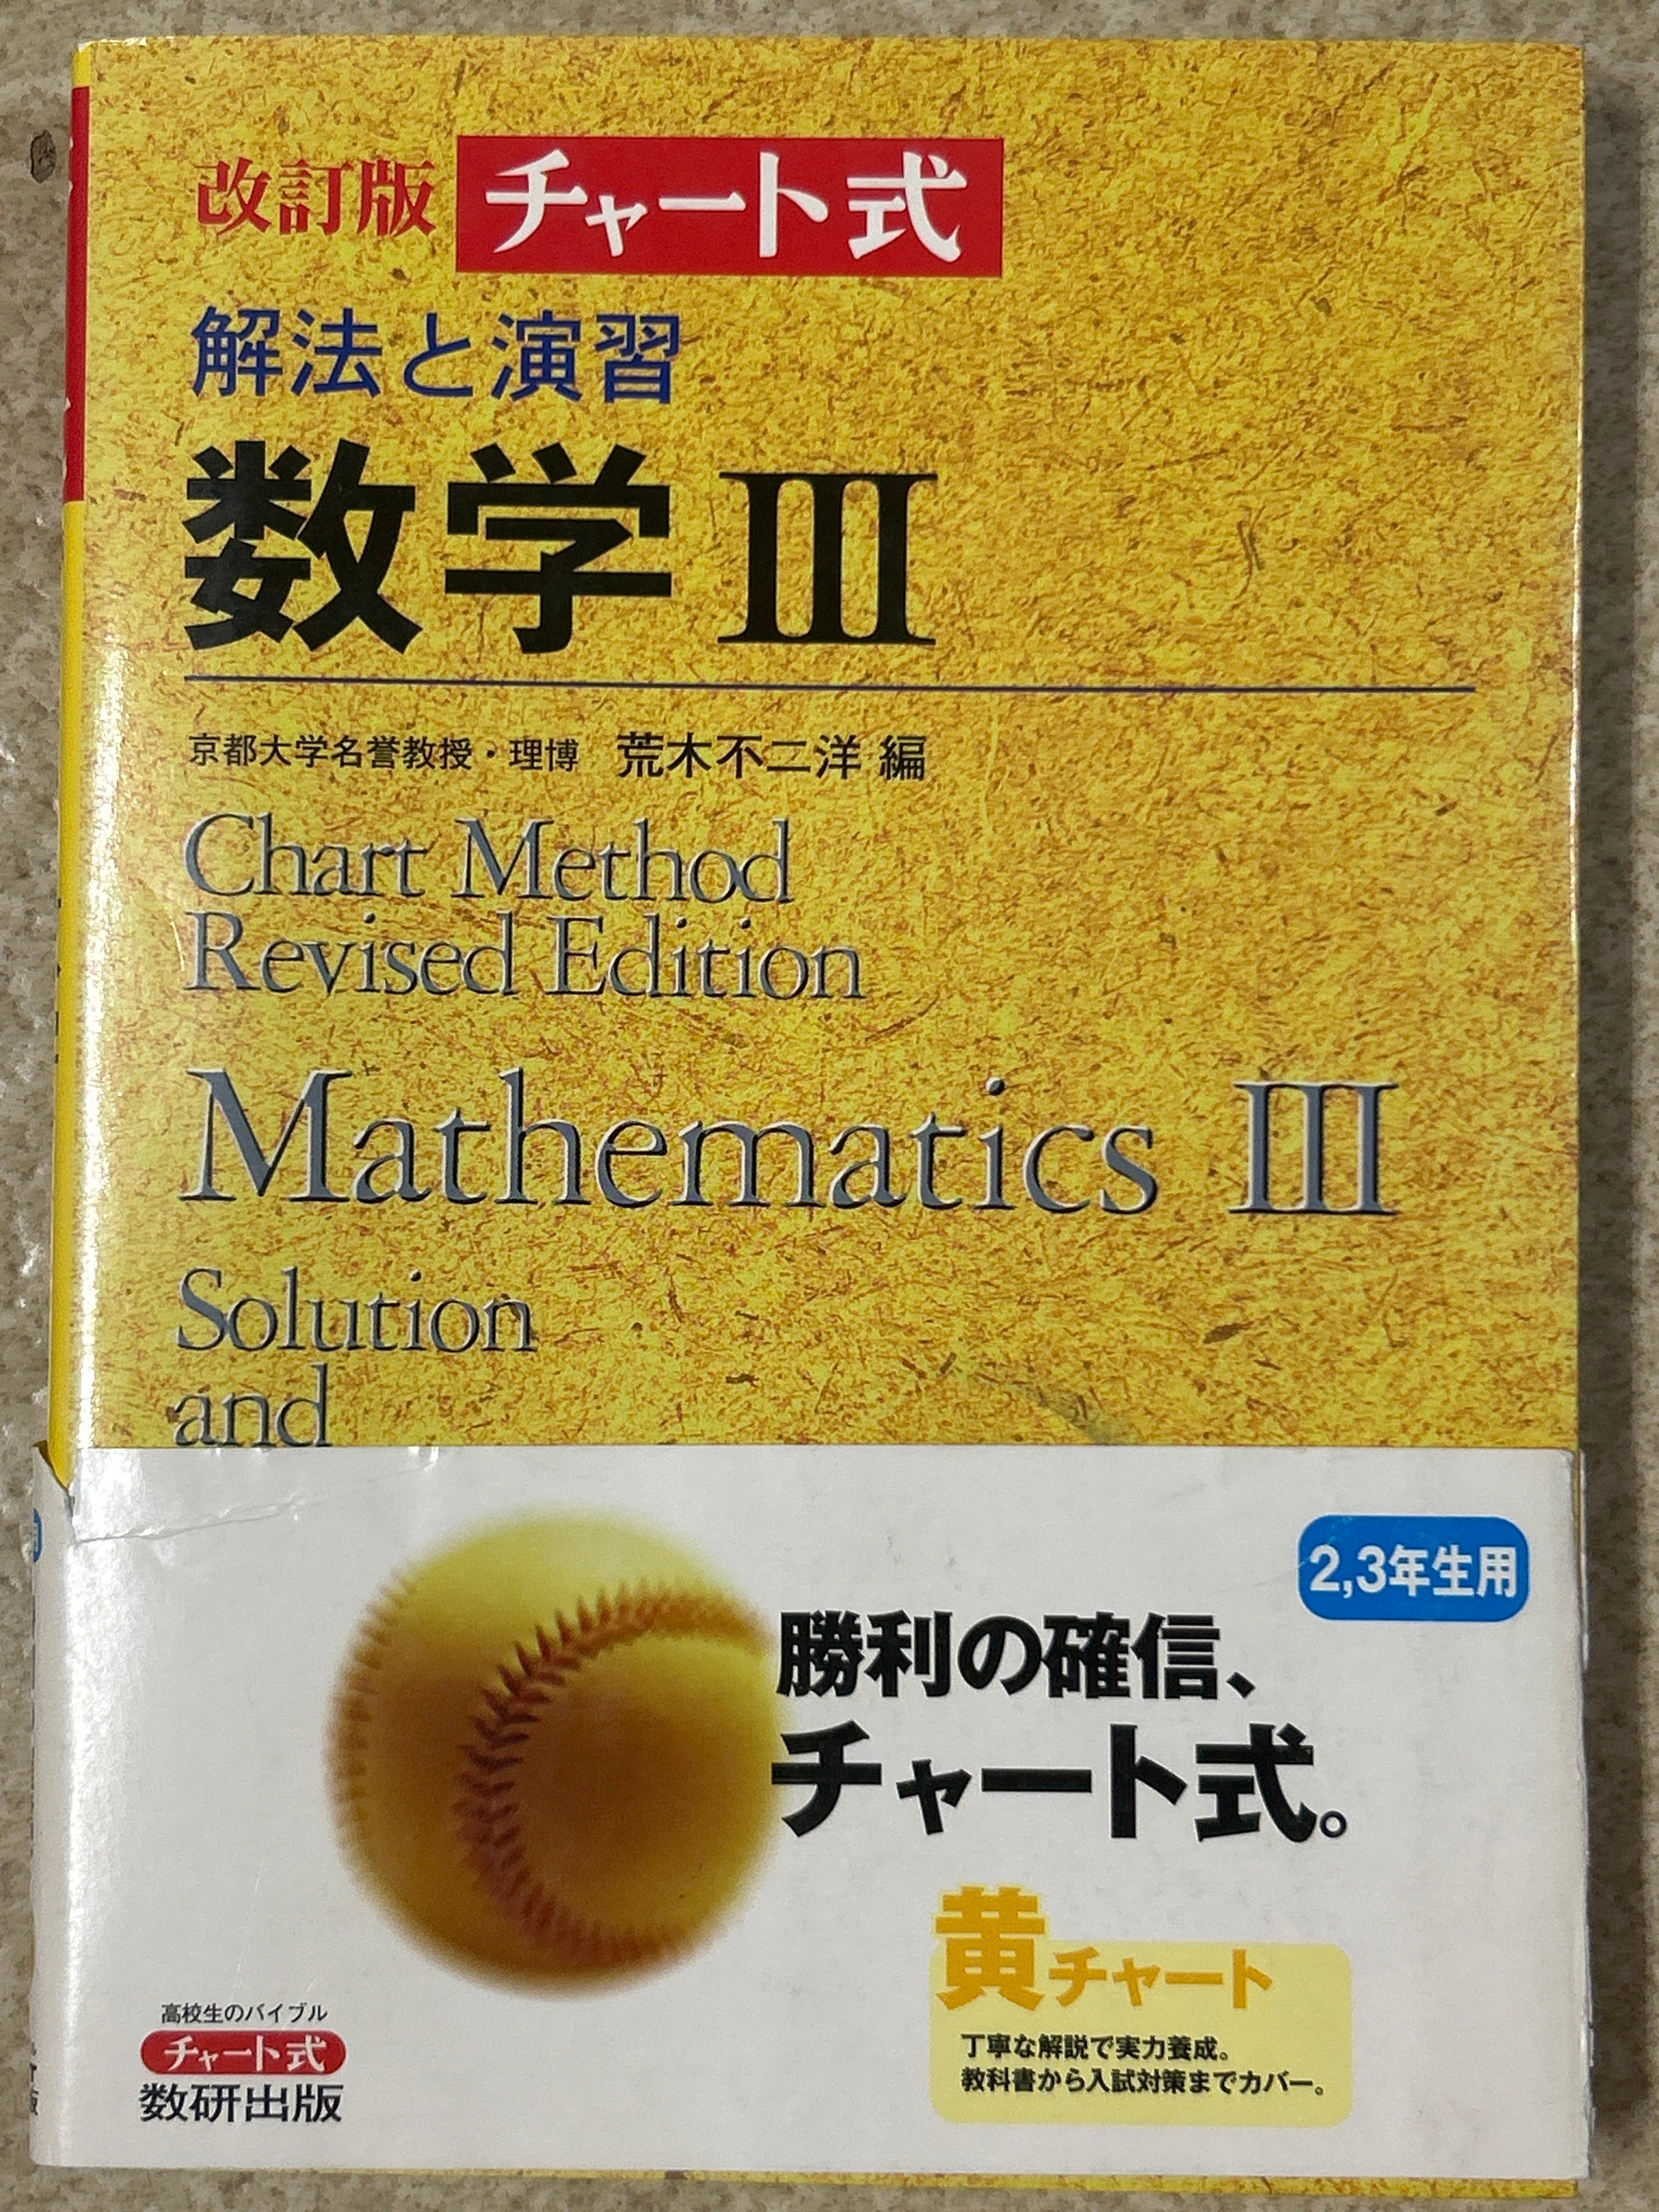 改訂版 チャート式
解法と演習
数学 III
京都大学名誉教授・理博 荒木不二洋 編
Chart Method
Revised Edition
Mathematics III
Solution
and
2,3年生用
勝利の確信、
チャート式。
黄チャート
丁寧な解説で実力養成。
教科書から入試対策までカバー。
高校生のバイブル
チャート式
数研出版